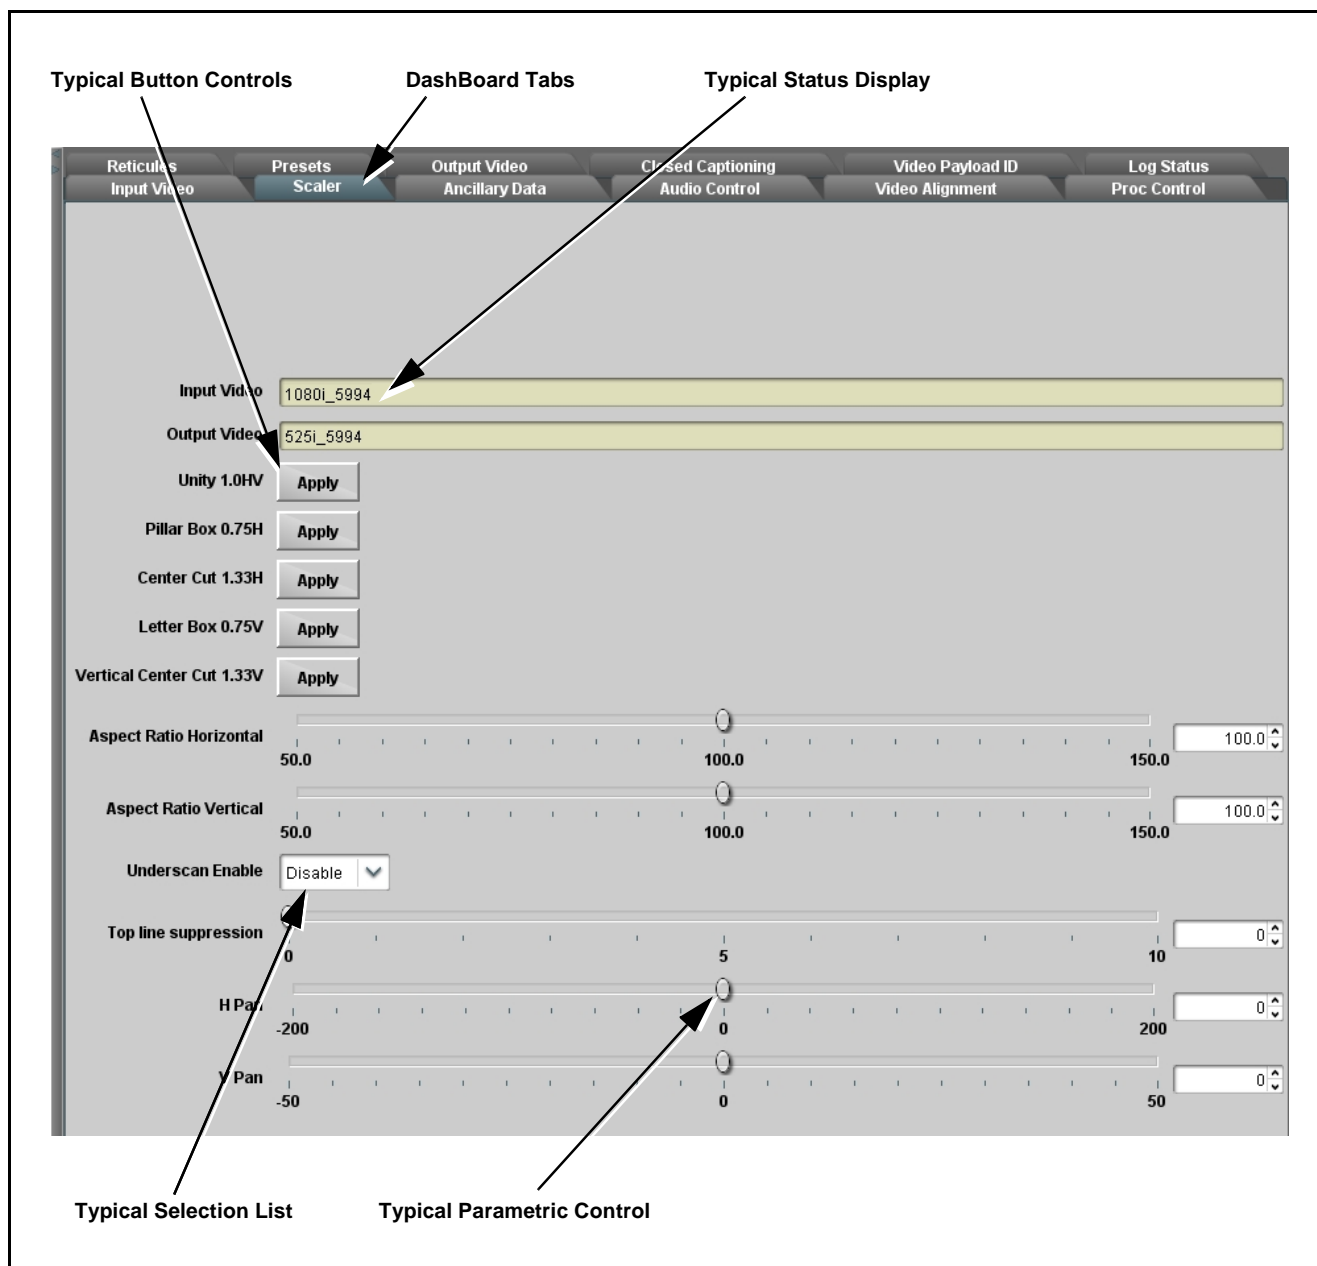 Typical Button Controls DashBoard Tabs Typical Status Display
Reticules Presets Output Video Closed Captioning Video Payload ID Log Status
Input Video Scaler Ancillary Data Audio Control Video Alignment Proc Control
Input Video 1080i_5994
Output Video 525i_5994
Unity 1.0HV Apply
Pillar Box 0.75H Apply
Center Cut 1.33H Apply
Letter Box 0.75V Apply
Vertical Center Cut 1.33V Apply
Aspect Ratio Horizontal 100.0
50.0 100.0 150.0
Aspect Ratio Vertical 100.0
50.0 100.0 150.0
Underscan Enable Disable
Top line suppression 0
0 5 10
H Pan 0
-200 0 200
V Pan 0
-50 0 50
Typical Selection List Typical Parametric Control